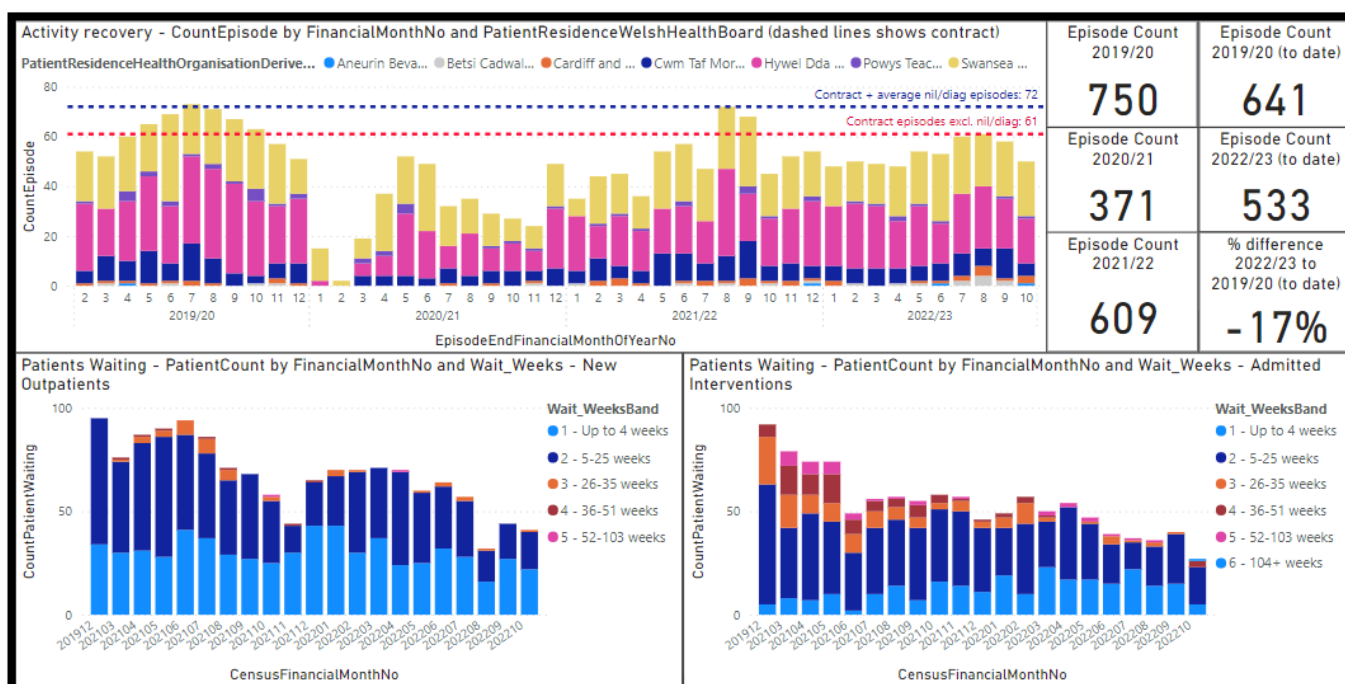 Activity recovery - CountEpisode by FinancialMonthNo and PatientResidenceWelshHealthBoard (dashed lines shows contract)
PatientResidenceHealthOrganisationDerive... Aneurin Beva... Betsi Cadwal... Cardiff and ... Cwm Taf Mor... Hywel Dda ... Powys Teac... Swansea ...
CountEpisode
80
60
40
20
0
Contract + average nil/diag episodes: 72
Contract episodes excl. nil/diag: 61
2 3 4 5 6 7 8 9 10 11 12 1 2 3 4 5 6 7 8 9 10 11 12 1 2 3 4 5 6 7 8 9 10 11 12 1 2 3 4 5 6 7 8 9 10
2019/20 2020/21 2021/22 2022/23
EpisodeEndFinancialMonthOfYearNo
Episode Count
2019/20
750
Episode Count
2019/20 (to date)
641
Episode Count
2020/21
371
Episode Count
2022/23 (to date)
533
Episode Count
2021/22
609
% difference
2022/23 to
2019/20 (to date)
-17%
Patients Waiting - PatientCount by FinancialMonthNo and Wait_Weeks - New
Outpatients
CountPatientWaiting
100
50
0
201912 202103 202104 202105 202106 202107 202108 202109 202110 202111 202112 202201 202202 202203 202204 202205 202206 202207 202208 202209 202210
CensusFinancialMonthNo
Wait_WeeksBand
1 - Up to 4 weeks
2 - 5-25 weeks
3 - 26-35 weeks
4 - 36-51 weeks
5 - 52-103 weeks
Patients Waiting - PatientCount by FinancialMonthNo and Wait_Weeks - Admitted
Interventions
CountPatientWaiting
100
50
0
201912 202103 202104 202105 202106 202107 202108 202109 202110 202111 202112 202201 202202 202203 202204 202205 202206 202207 202208 202209 202210
CensusFinancialMonthNo
Wait_WeeksBand
1 - Up to 4 weeks
2 - 5-25 weeks
3 - 26-35 weeks
4 - 36-51 weeks
5 - 52-103 weeks
6 - 104+ weeks